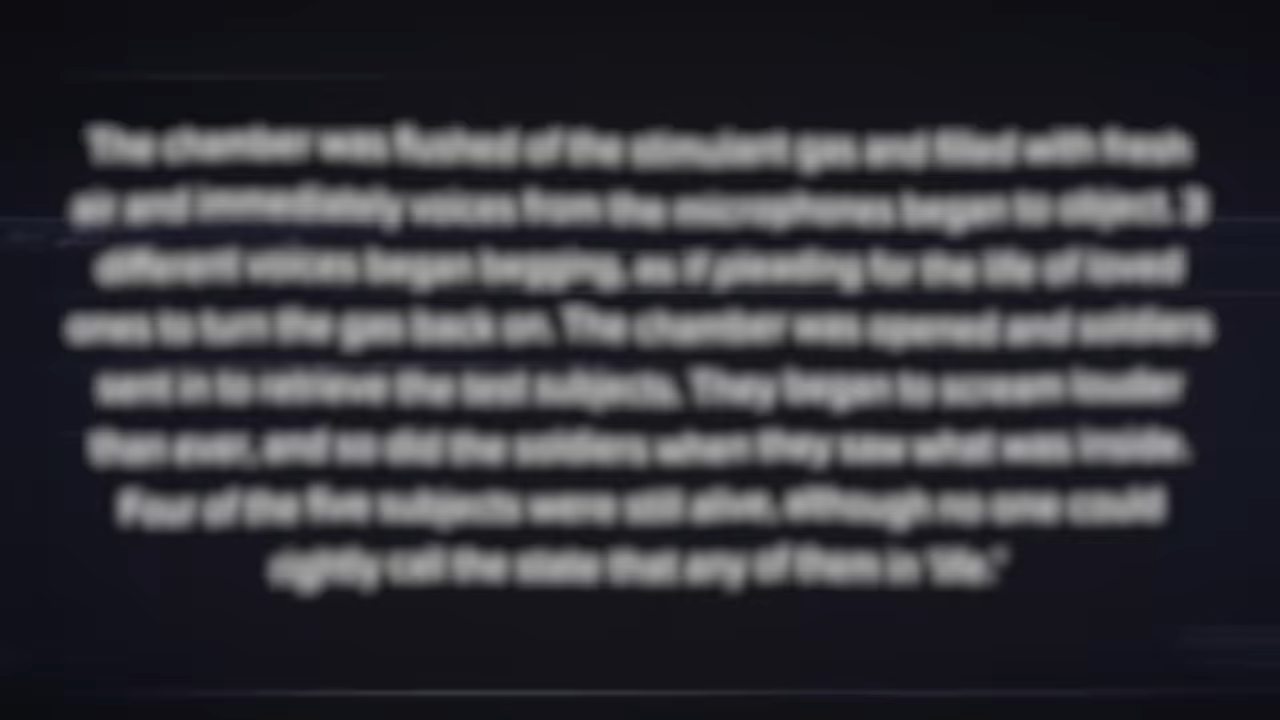 The chamber was flushed of the stimulant gas and filled with fresh
air and immediately voices from the microphones began to object. 3
different voices began begging, as if pleading for the life of loved
ones to turn the gas back on. The chamber was opened and soldiers
sent in to retrieve the test subjects. They began to scream louder
than ever, and so did the soldiers when they saw what was inside.
Four of the five subjects were still alive, although no one could
rightly call the state that any of them in 'life.'